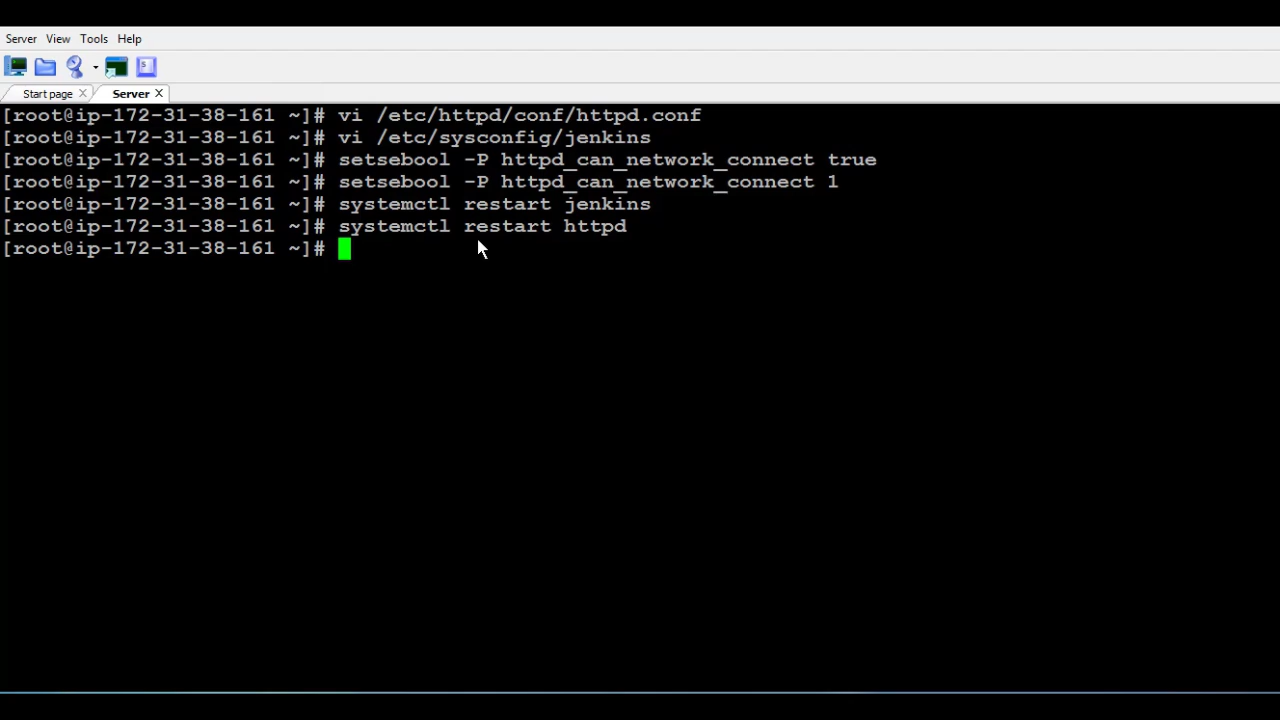 Server View Tools Help
Start page X Server X
[root@ip-172-31-38-161 ~]# vi /etc/httpd/conf/httpd.conf
[root@ip-172-31-38-161 ~]# vi /etc/sysconfig/jenkins
[root@ip-172-31-38-161 ~]# setsebool -P httpd_can_network_connect true
[root@ip-172-31-38-161 ~]# setsebool -P httpd_can_network_connect 1
[root@ip-172-31-38-161 ~]# systemctl restart jenkins
[root@ip-172-31-38-161 ~]# systemctl restart httpd
[root@ip-172-31-38-161 ~]#